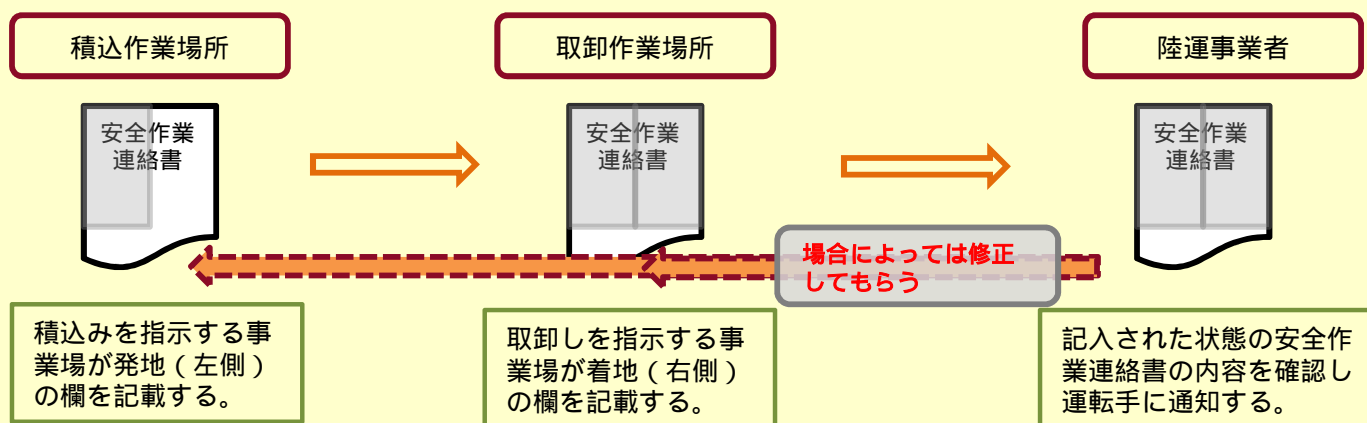 積込作業場所
取卸作業場所
陸運事業者
安全作業
連絡書
安全作業
連絡書
安全作業
連絡書
場合によっては修正
してもらう
積込みを指示する事
業場が発地（左側）
の欄を記載する。
取卸しを指示する事
業場が着地（右側）
の欄を記載する。
記入された状態の安全作
業連絡書の内容を確認し
運転手に通知する。